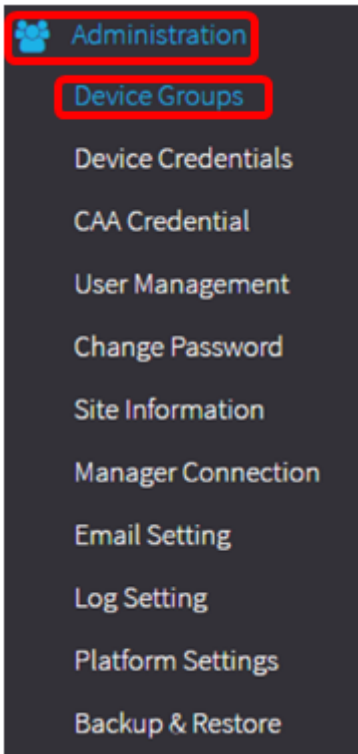 Administration
Device Groups
Device Credentials
CAA Credential
User Management
Change Password
Site Information
Manager Connection
Email Setting
Log Setting
Platform Settings
Backup & Restore